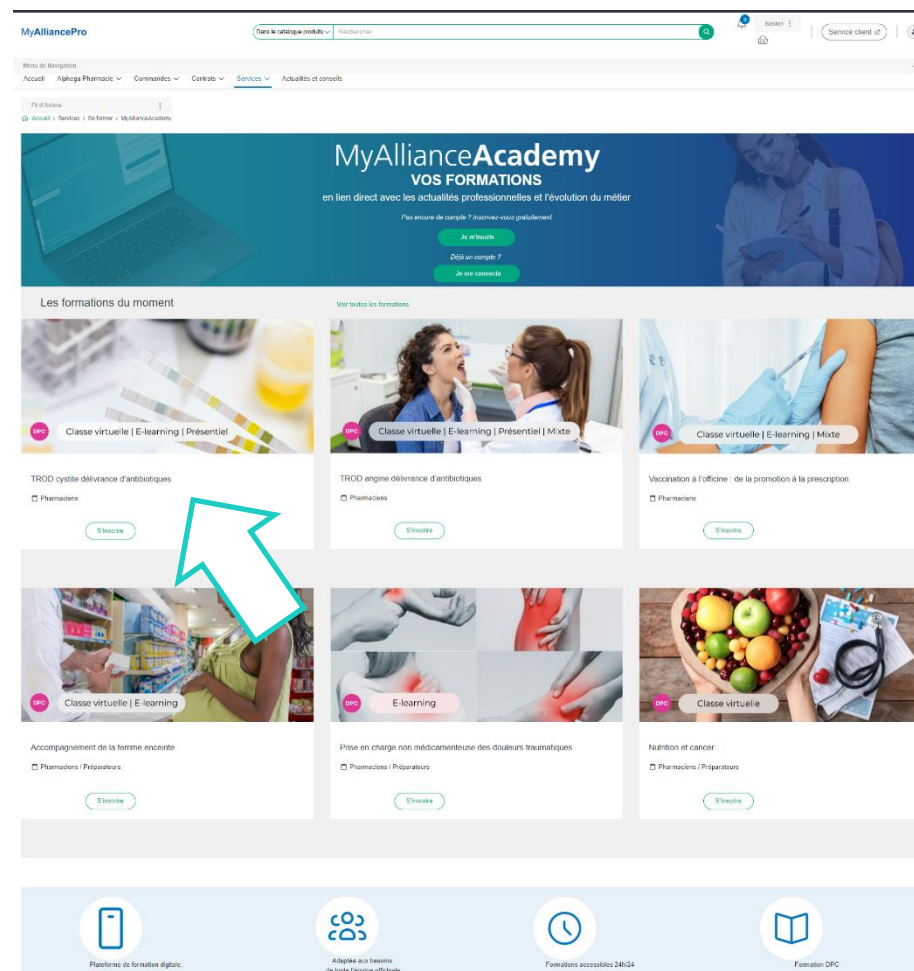 MyAlliancePro
Dans le catalogue produits
Rechercher
0
Basket
Service client
Menu de Navigation
Accueil Alphega Pharmacie Commandes Contrats Services Actualités et conseils
Fil d'Ariane
Accueil > Services > Se former > MyAllianceAcademy
MyAllianceAcademy
VOS FORMATIONS
en lien direct avec les actualités professionnelles et l'évolution du métier
Pas encore de compte ? Inscrivez-vous gratuitement
Je m'inscris
Déjà un compte ?
Je me connecte
Les formations du moment
Voir toutes les formations
DPC Classe virtuelle | E-learning | Présentiel
DPC Classe virtuelle | E-learning | Présentiel | Mixte
DPC Classe virtuelle | E-learning | Mixte
TROD cystite délivrance d'antibiotiques
TROD angine délivrance d'antibiotiques
Vaccination à l'officine : de la promotion à la prescription
Pharmaciens
Pharmaciens
Pharmaciens
S'inscrire
S'inscrire
S'inscrire
DPC Classe virtuelle | E-learning
DPC E-learning
DPC Classe virtuelle
Accompagnement de la femme enceinte
Prise en charge non médicamenteuse des douleurs traumatiques
Nutrition et cancer
Pharmaciens / Préparateurs
Pharmaciens / Préparateurs
Pharmaciens / Préparateurs
S'inscrire
S'inscrire
S'inscrire
Plateforme de formation digitale
Adaptée aux besoins
de toute l'équipe officinale
Formations accessibles 24h/24
Formation DPC